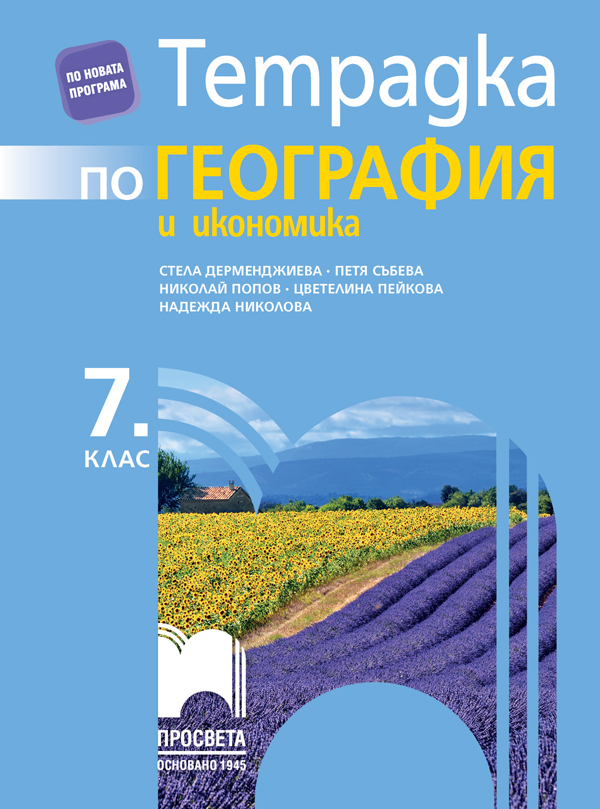 ПО НОВАТА
ПРОГРАМА
Тетрадка
по ГЕОГРАФИЯ
и икономика
СТЕЛА ДЕРМЕНДЖИЕВА · ПЕТЯ СЪБЕВА
НИКОЛАЙ ПОПОВ · ЦВЕТЕЛИНА ПЕЙКОВА
НАДЕЖДА НИКОЛОВА
7.
КЛАС
ПРОСВЕТА
ОСНОВАНО 1945